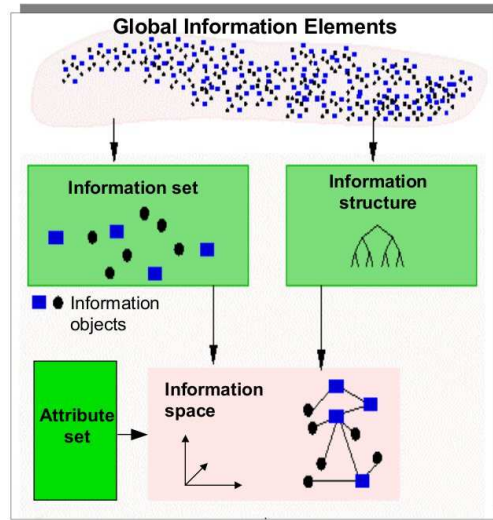 Global Information Elements
Information set
Information
structure
Information
objects
Attribute
set
Information
space